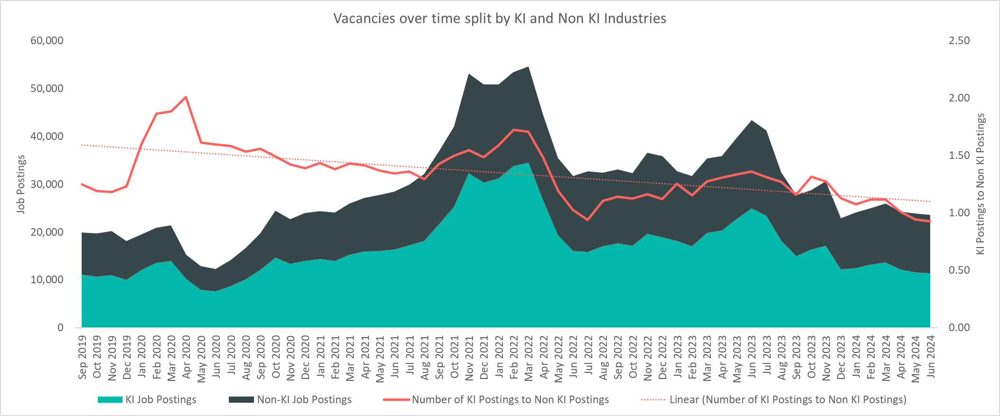 Vacancies over time split by KI and Non KI Industries
60,000
50,000
40,000
30,000
20,000
10,000
0
Job Postings
2.50
2.00
1.50
1.00
0.50
0.00
KI Postings to Non KI Postings
Sep 2019
Oct 2019
Nov 2019
Dec 2019
Jan 2020
Feb 2020
Mar 2020
Apr 2020
May 2020
Jun 2020
Jul 2020
Aug 2020
Sep 2020
Oct 2020
Nov 2020
Dec 2020
Jan 2021
Feb 2021
Mar 2021
Apr 2021
May 2021
Jun 2021
Jul 2021
Aug 2021
Sep 2021
Oct 2021
Nov 2021
Dec 2021
Jan 2022
Feb 2022
Mar 2022
Apr 2022
May 2022
Jun 2022
Jul 2022
Aug 2022
Sep 2022
Oct 2022
Nov 2022
Dec 2022
Jan 2023
Feb 2023
Mar 2023
Apr 2023
May 2023
Jun 2023
Jul 2023
Aug 2023
Sep 2023
Oct 2023
Nov 2023
Dec 2023
Jan 2024
Feb 2024
Mar 2024
Apr 2024
May 2024
Jun 2024
KI Job Postings
Non-KI Job Postings
Number of KI Postings to Non KI Postings
Linear (Number of KI Postings to Non KI Postings)